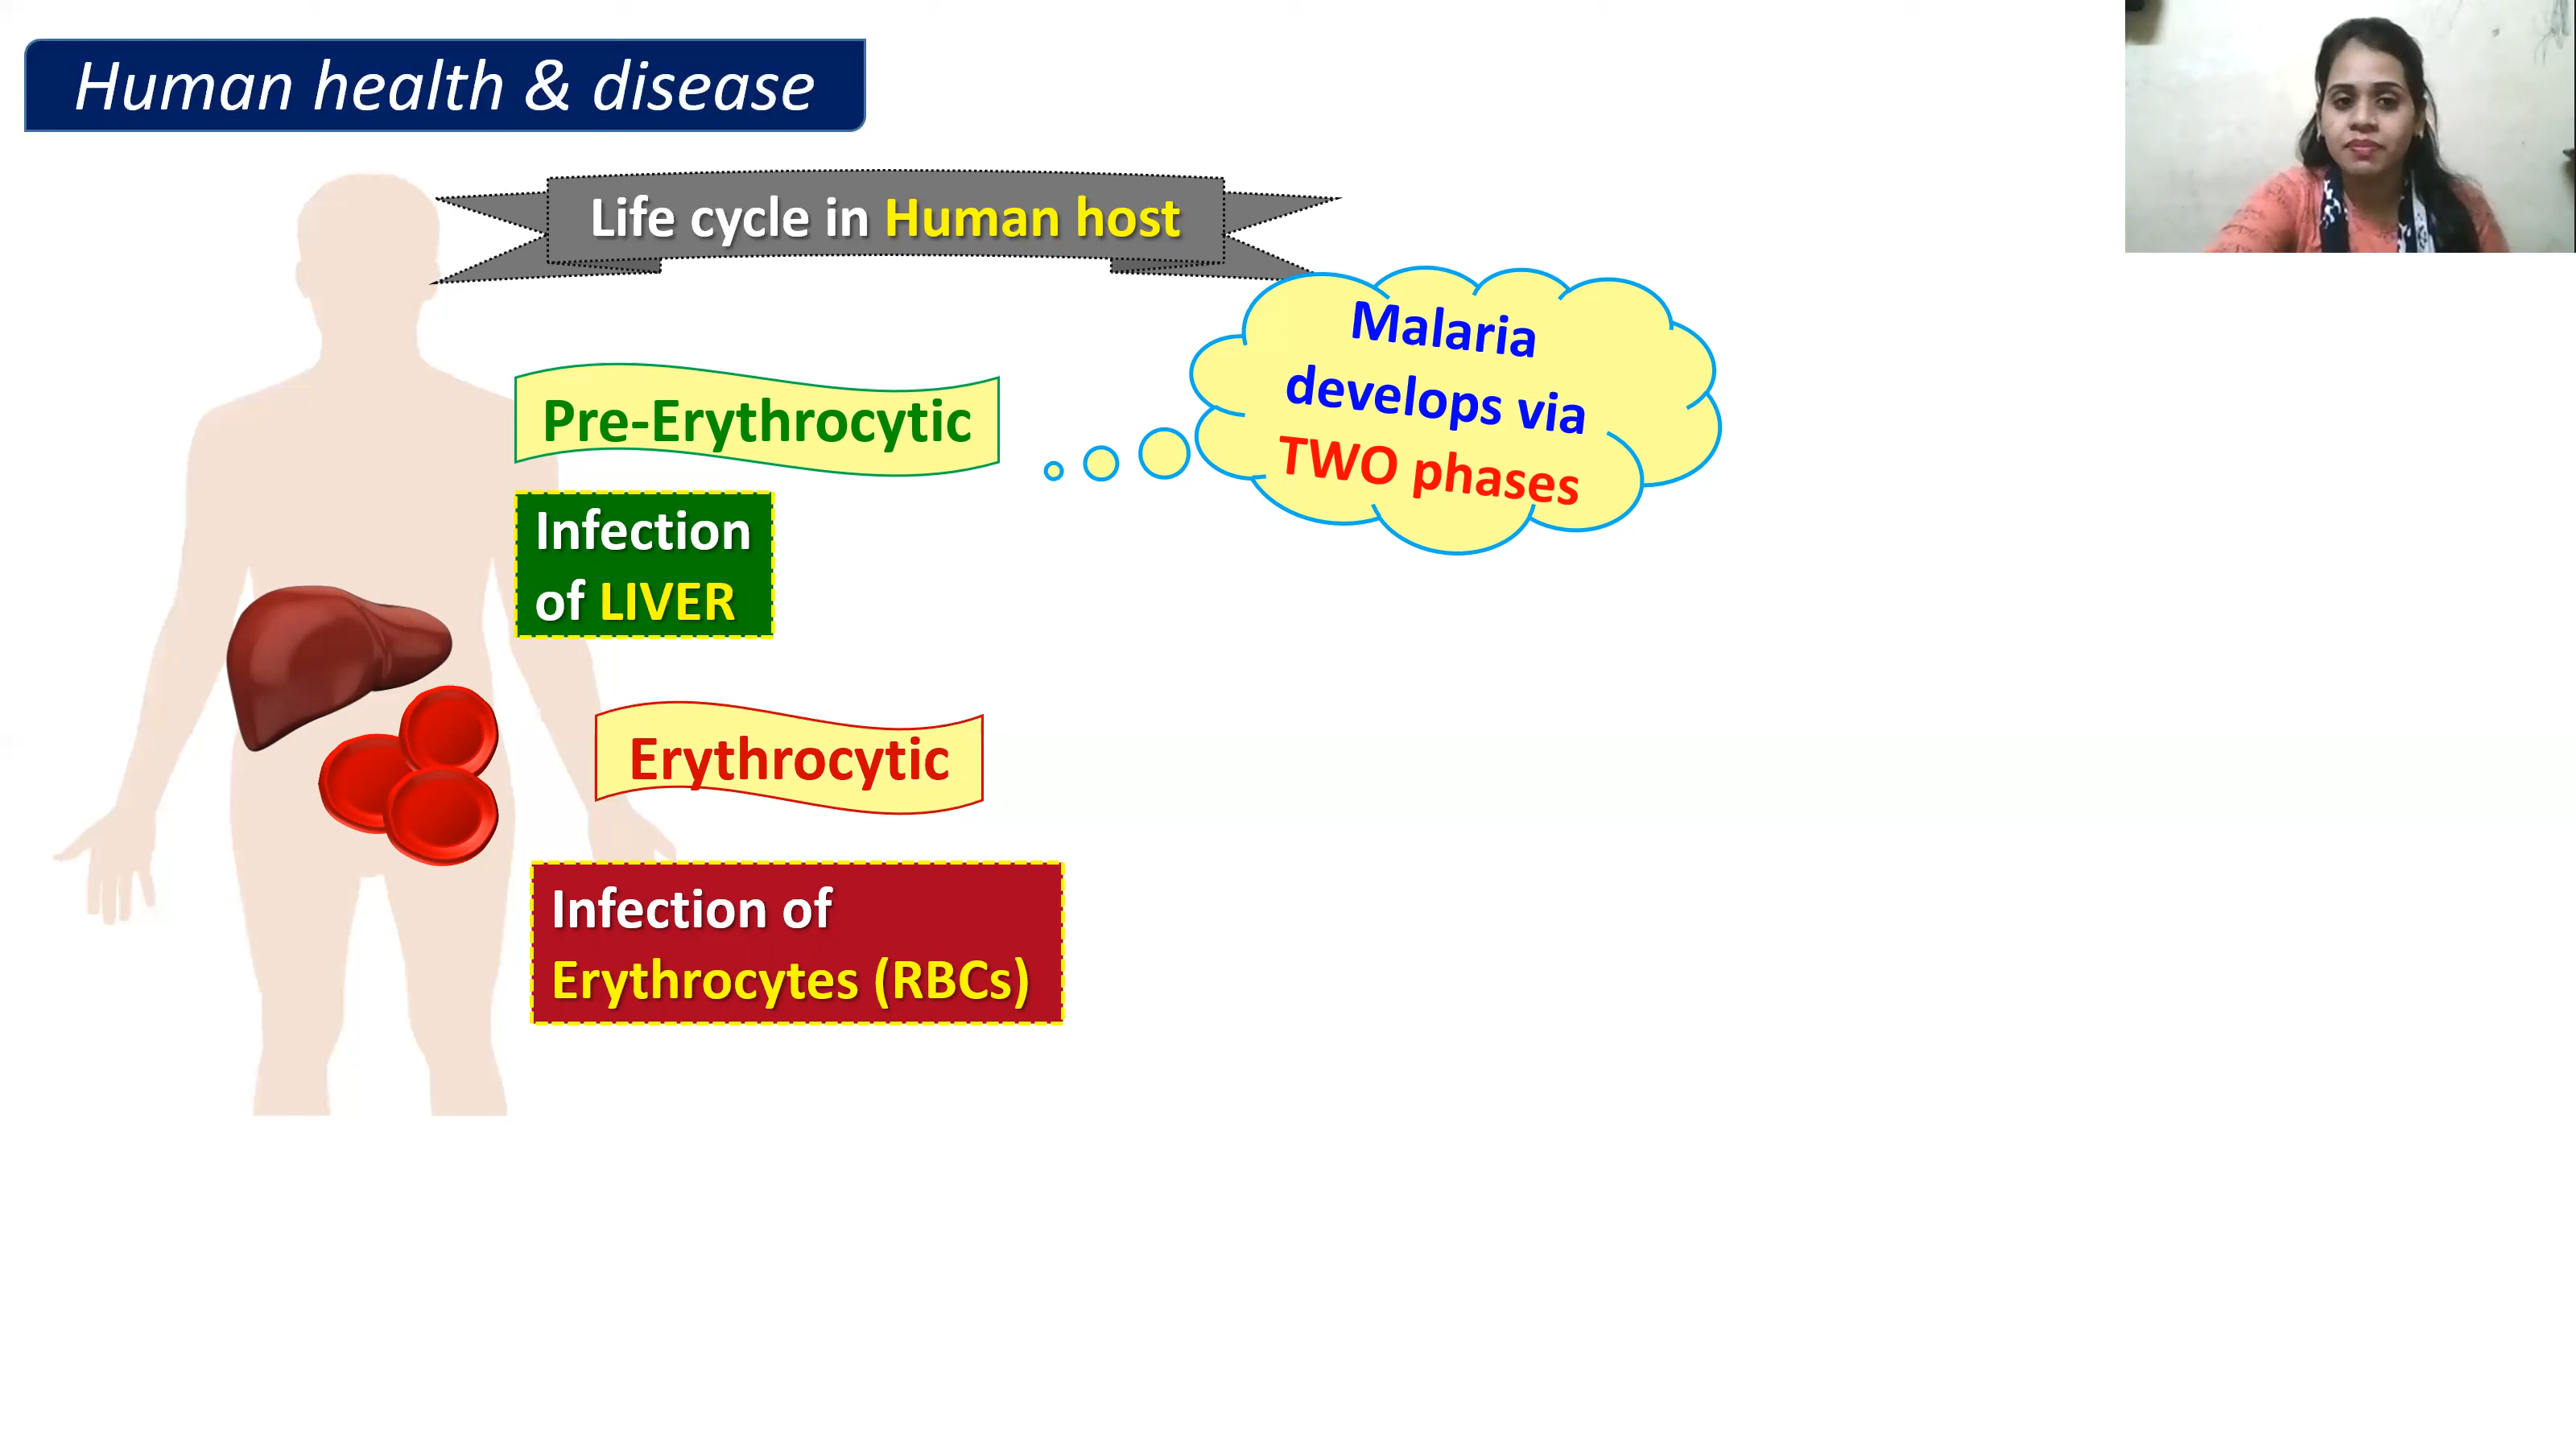 Human health & disease
Life cycle in Human host
Malaria
develops via
TWO phases
Pre-Erythrocytic
Infection
of LIVER
Erythrocytic
Infection of
Erythrocytes (RBCs)